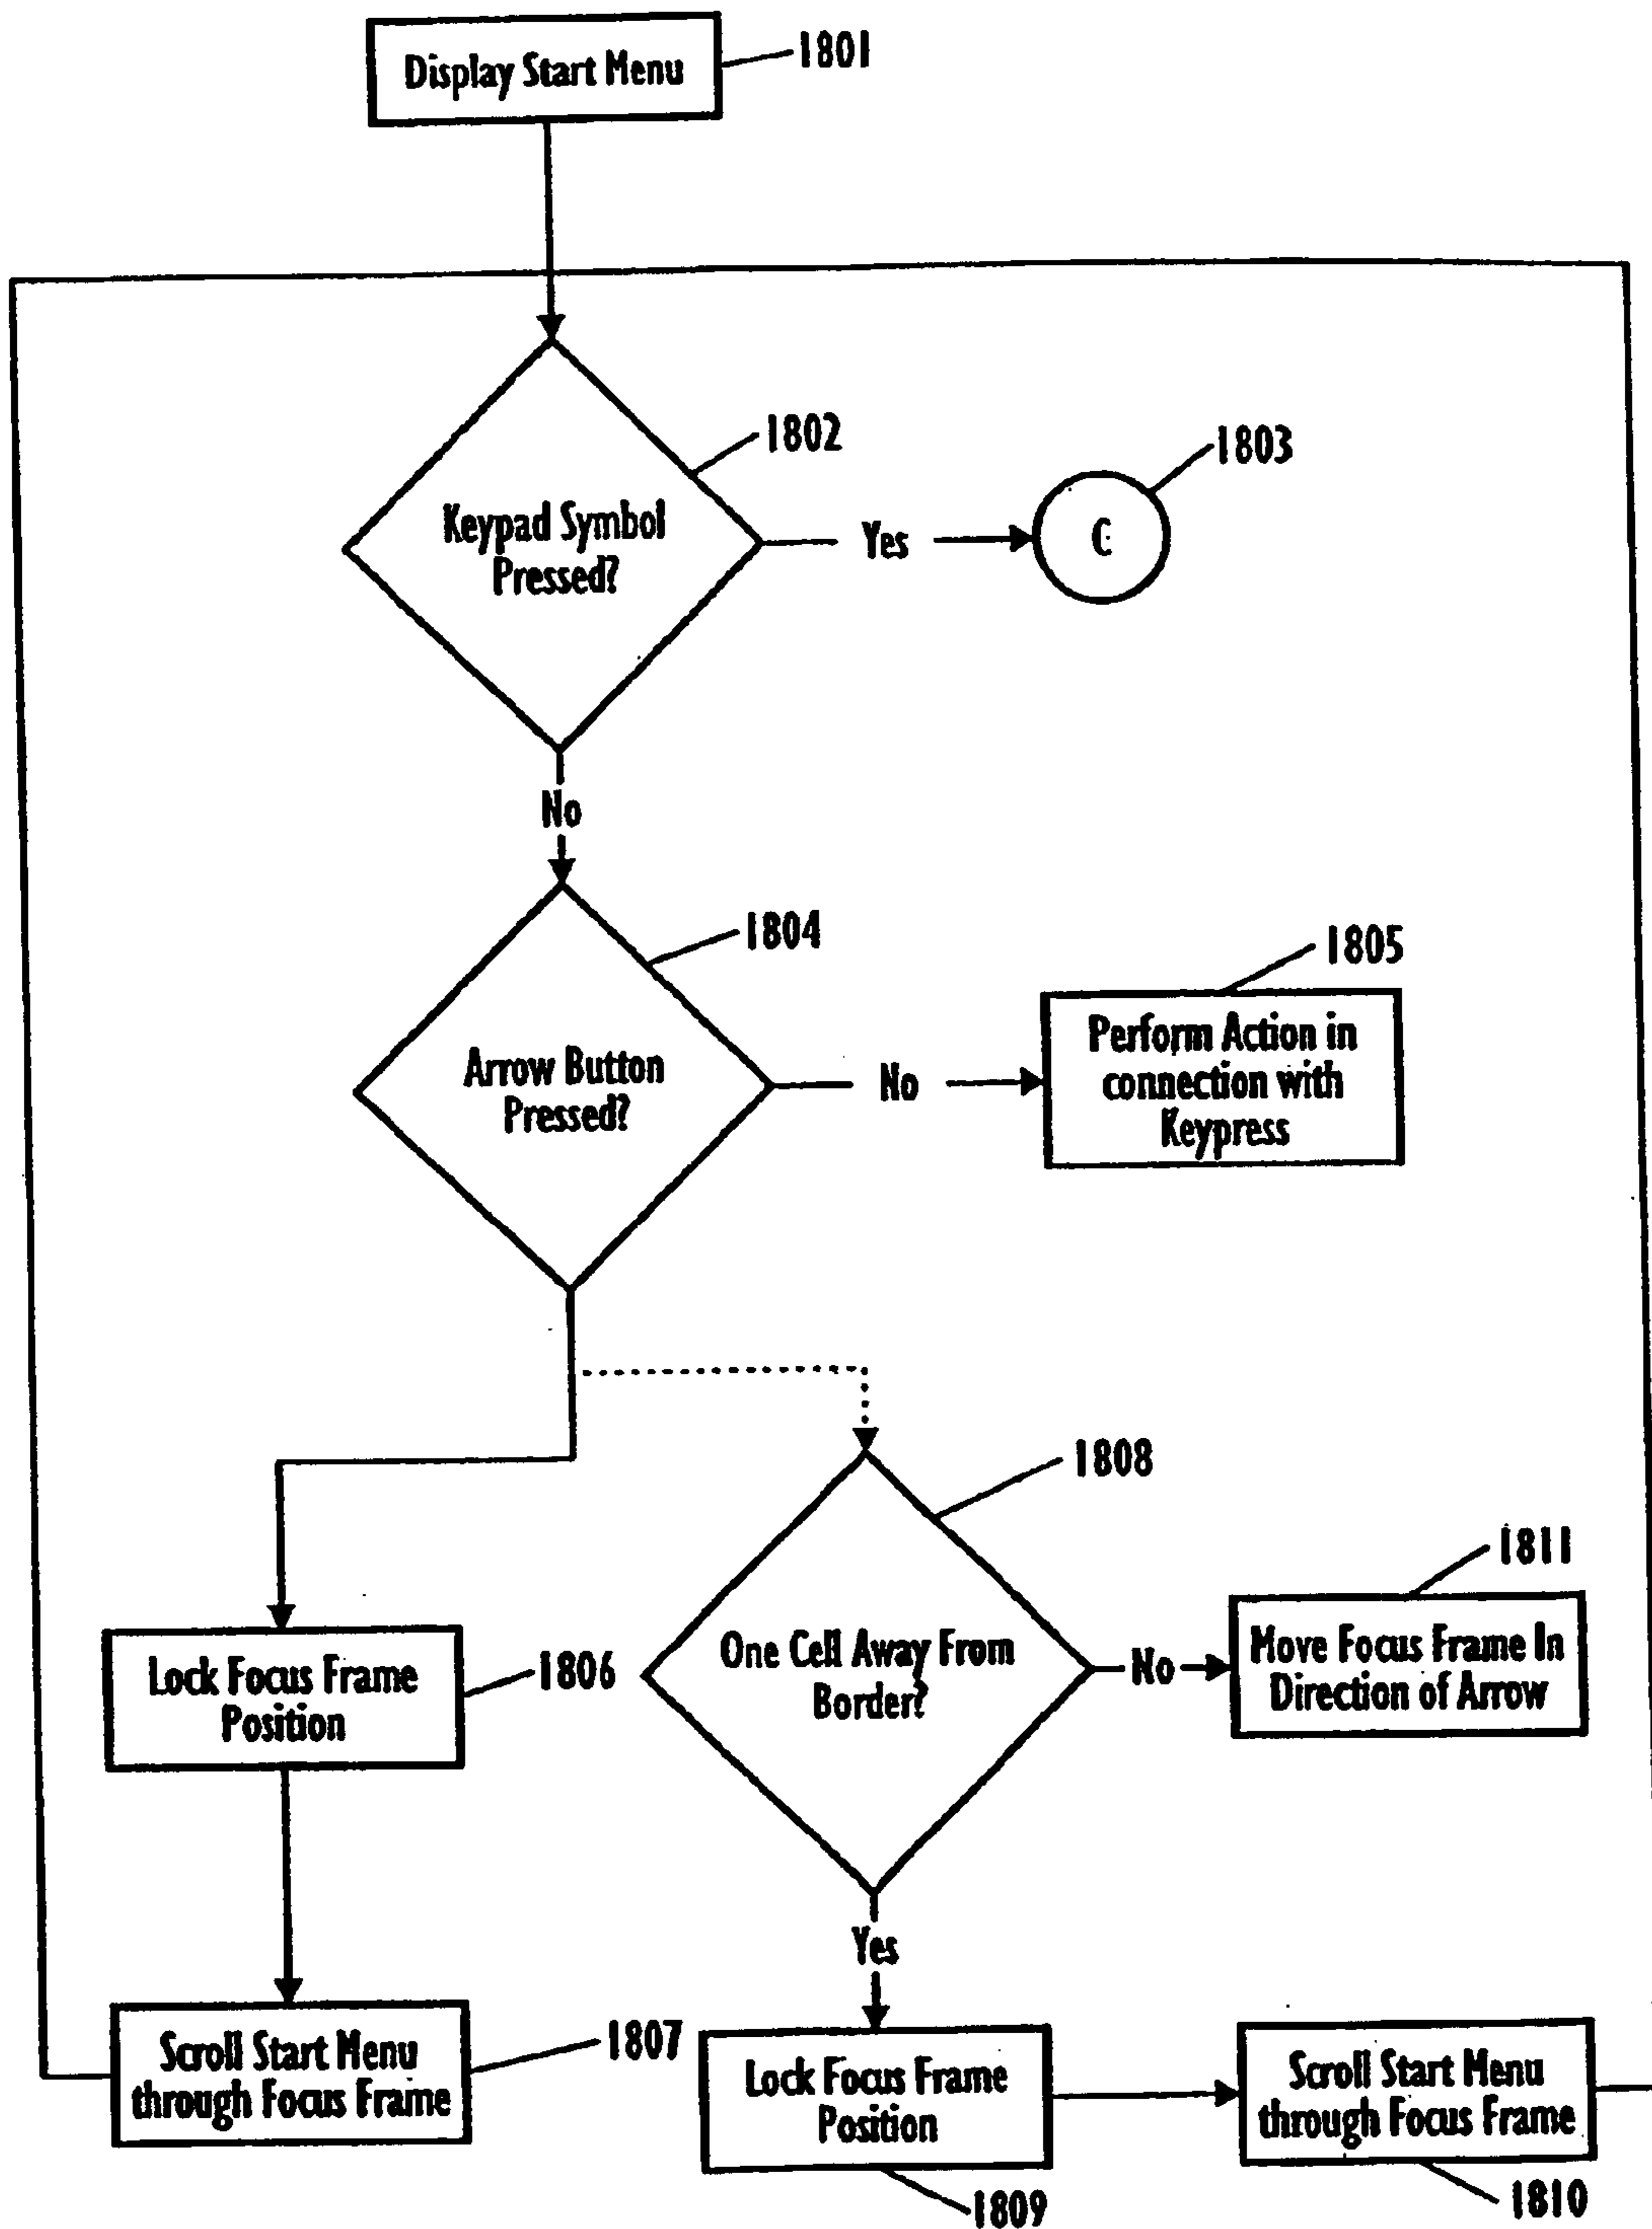 Display Start Menu
1801
1802
Keypad Symbol
Pressed?
Yes
1803
C
No
1804
Arrow Button
Pressed?
No
1805
Perform Action in
connection with
Keypress
1808
One Cell Away From
Border?
No
1811
Move Focus Frame In
Direction of Arrow
Lock Focus Frame
Position
1806
Yes
Scroll Start Menu
through Focus Frame
1807
Lock Focus Frame
Position
1809
Scroll Start Menu
through Focus Frame
1810